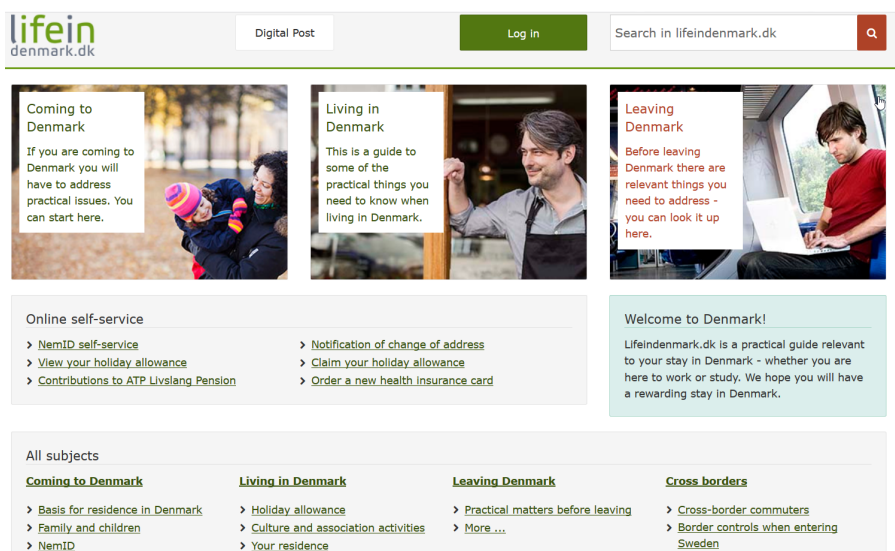 lifein
denmark.dk
Digital Post
Log in
Search in lifeindenmark.dk
Coming to
Denmark
If you are coming to
Denmark you will
have to address
practical issues. You
can start here.
Living in
Denmark
This is a guide to
some of the
practical things you
need to know when
living in Denmark.
Leaving
Denmark
Before leaving
Denmark there are
relevant things you
need to address -
you can look it up
here.
Online self-service
NemID self-service
View your holiday allowance
Contributions to ATP Livslang Pension
Notification of change of address
Claim your holiday allowance
Order a new health insurance card
Welcome to Denmark!
Lifeindenmark.dk is a practical guide relevant
to your stay in Denmark - whether you are
here to work or study. We hope you will have
a rewarding stay in Denmark.
All subjects
Coming to Denmark
Basis for residence in Denmark
Family and children
NemID
Living in Denmark
Holiday allowance
Culture and association activities
Your residence
Leaving Denmark
Practical matters before leaving
More ...
Cross borders
Cross-border commuters
Border controls when entering
Sweden